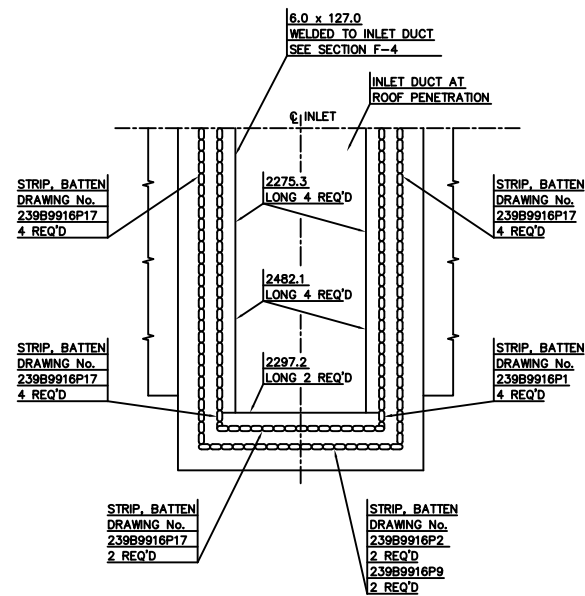 6.0 x 127.0
WELDED TO INLET DUCT
SEE SECTION F-4
INLET DUCT AT
ROOF PENETRATION
℄ INLET
STRIP, BATTEN
DRAWING No.
239B9916P17
4 REQ'D
2275.3
LONG 4 REQ'D
STRIP, BATTEN
DRAWING No.
239B9916P17
4 REQ'D
2482.1
LONG 4 REQ'D
STRIP, BATTEN
DRAWING No.
239B9916P17
4 REQ'D
2297.2
LONG 2 REQ'D
STRIP, BATTEN
DRAWING No.
239B9916P1
4 REQ'D
STRIP, BATTEN
DRAWING No.
239B9916P17
2 REQ'D
STRIP, BATTEN
DRAWING No.
239B9916P2
2 REQ'D
239B9916P9
2 REQ'D